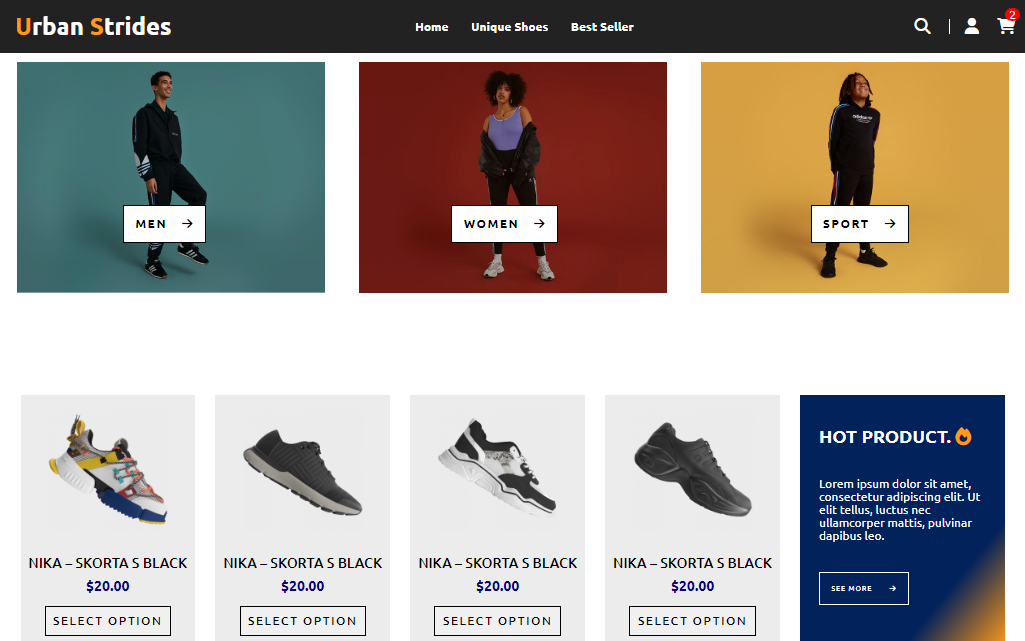 Urban Strides
Home Unique Shoes Best Seller
2
MEN →
WOMEN →
SPORT →
HOT PRODUCT.
Lorem ipsum dolor sit amet,
consectetur adipiscing elit. Ut
elit tellus, luctus nec
ullamcorper mattis, pulvinar
dapibus leo.
SEE MORE →
NIKA – SKORTA S BLACK
$20.00
SELECT OPTION
NIKA – SKORTA S BLACK
$20.00
SELECT OPTION
NIKA – SKORTA S BLACK
$20.00
SELECT OPTION
NIKA – SKORTA S BLACK
$20.00
SELECT OPTION